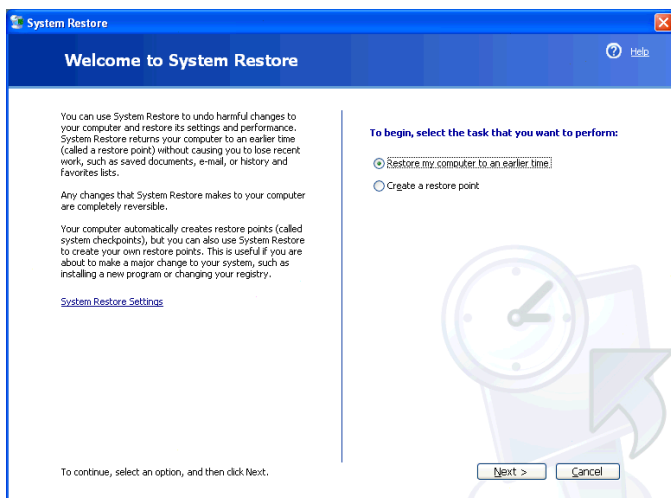 System Restore
Welcome to System Restore
Help
You can use System Restore to undo harmful changes to
your computer and restore its settings and performance.
System Restore returns your computer to an earlier time
(called a restore point) without causing you to lose recent
work, such as saved documents, e-mail, or history and
favorites lists.
Any changes that System Restore makes to your computer
are completely reversible.
Your computer automatically creates restore points (called
system checkpoints), but you can also use System Restore
to create your own restore points. This is useful if you are
about to make a major change to your system, such as
installing a new program or changing your registry.
System Restore Settings
To begin, select the task that you want to perform:
Restore my computer to an earlier time
Create a restore point
To continue, select an option, and then click Next.
Next >
Cancel